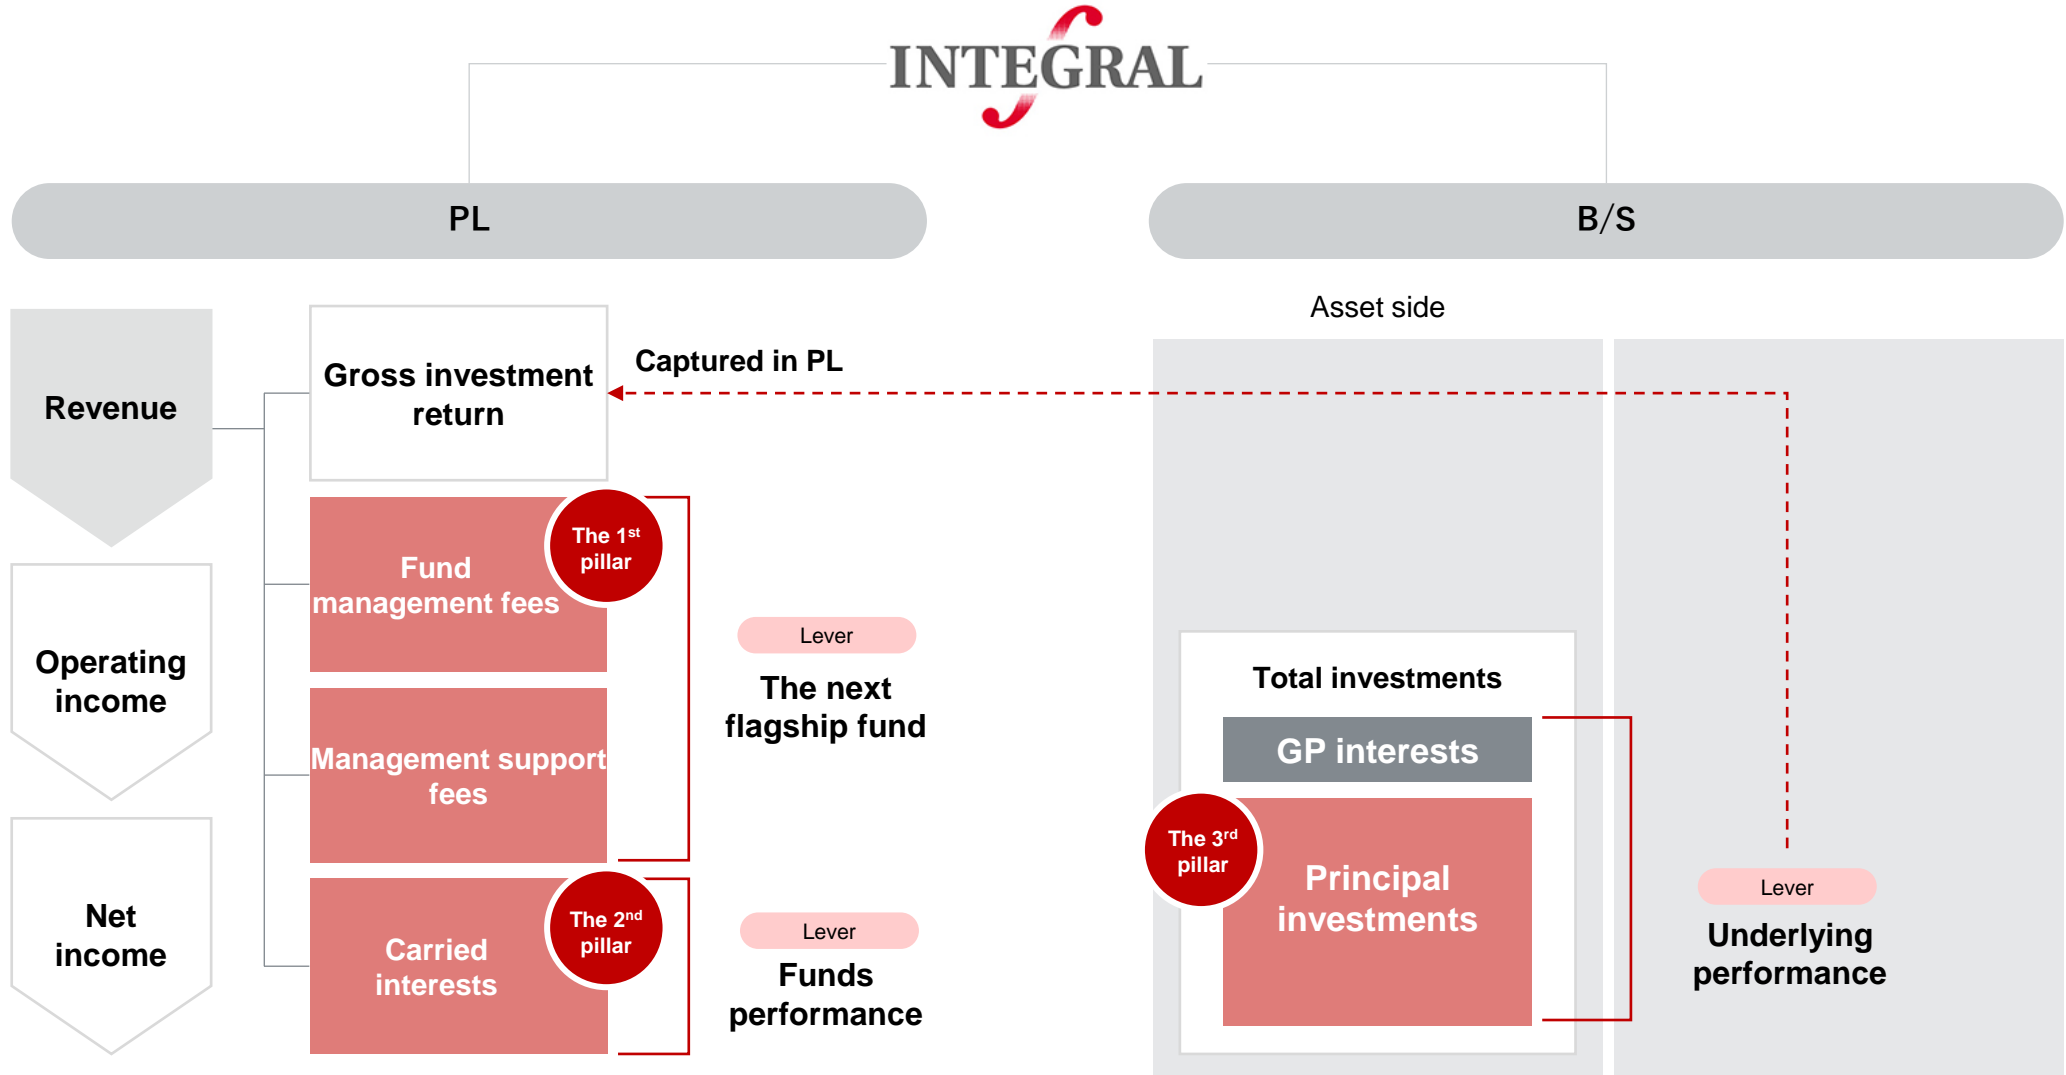 INTEGRAL
PL
B/S
Asset side
Revenue
Gross investment
return
Captured in PL
Fund
management fees
The 1st
pillar
Operating
income
Lever
The next
flagship fund
Management support
fees
Net
income
Carried
interests
The 2nd
pillar
Lever
Funds
performance
Total investments
GP interests
The 3rd
pillar
Principal
investments
Lever
Underlying
performance